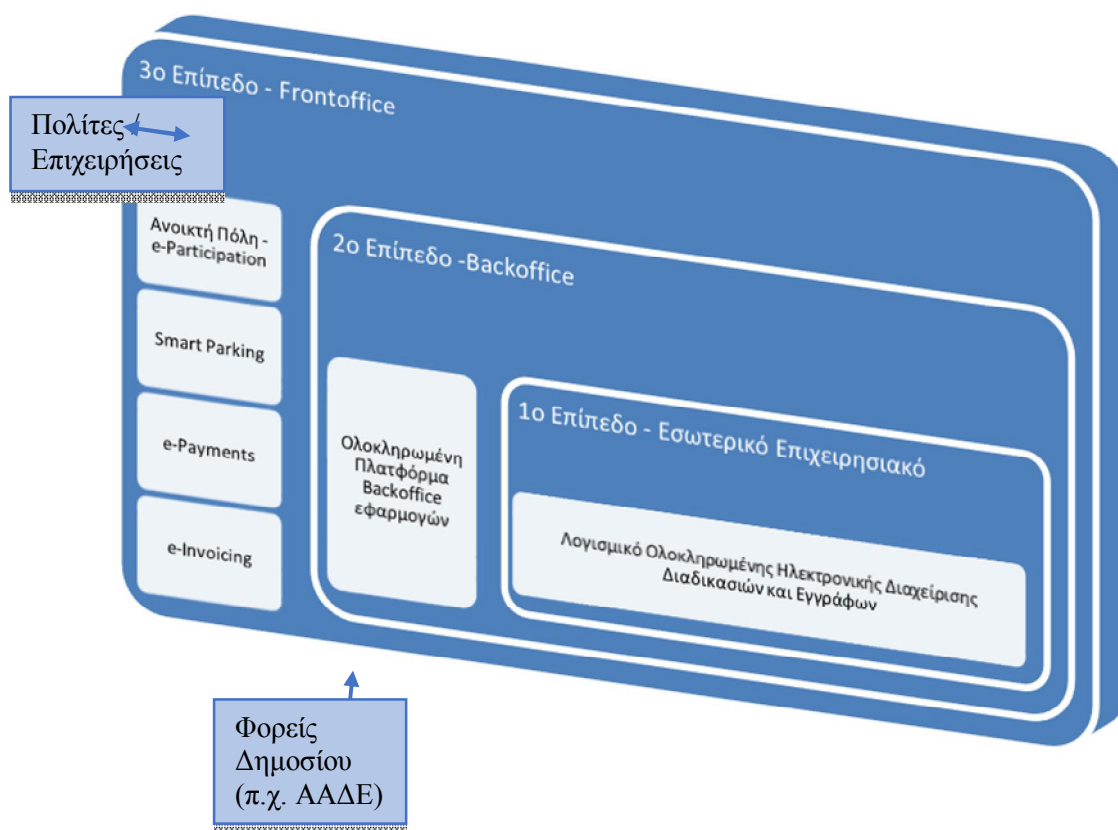 3ο Επίπεδο - Frontoffice
Πολίτες /
Επιχειρήσεις
Ανοικτή Πόλη -
e-Participation
Smart Parking
e-Payments
e-Invoicing
2ο Επίπεδο -Backoffice
Ολοκληρωμένη
Πλατφόρμα
Backoffice
εφαρμογών
1ο Επίπεδο - Εσωτερικό Επιχειρησιακό
Λογισμικό Ολοκληρωμένης Ηλεκτρονικής Διαχείρισης
Διαδικασιών και Εγγράφων
Φορείς
Δημοσίου
(π.χ. ΑΑΔΕ)